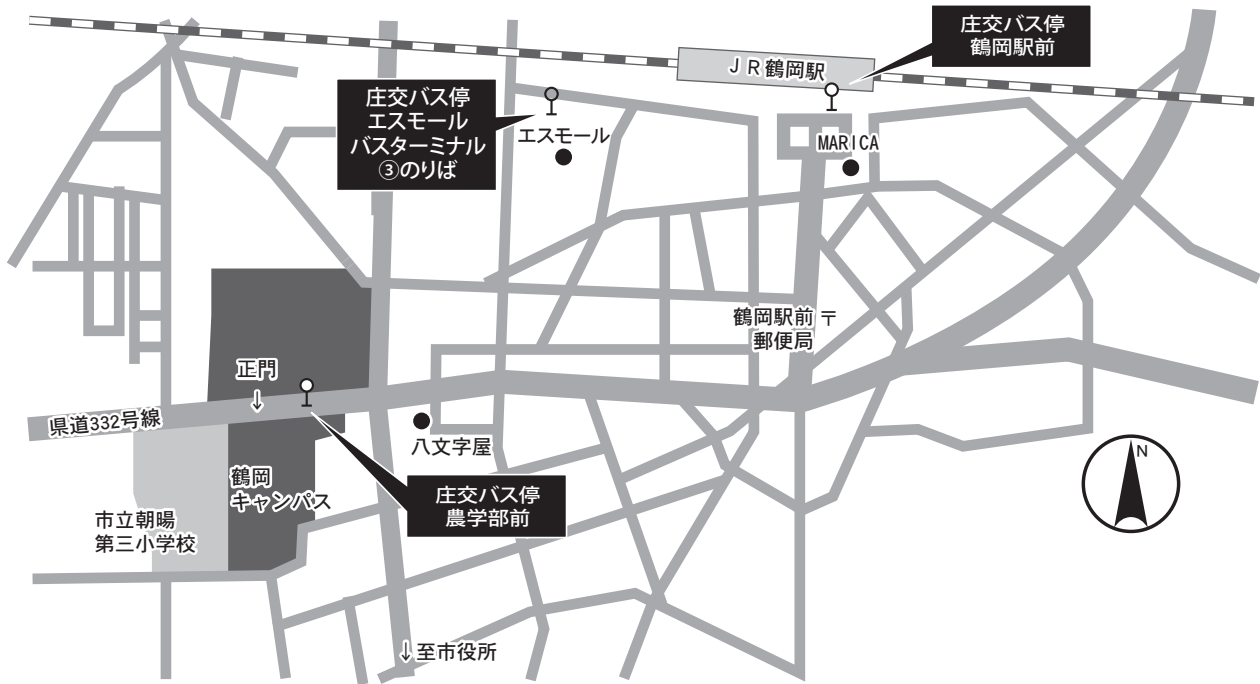 庄交バス停
鶴岡駅前
ＪＲ鶴岡駅
庄交バス停
エスモール
バスターミナル
③のりば
エスモール
MARICA
鶴岡駅前〒
郵便局
正門
↓
県道332号線
八文字屋
鶴岡
キャンパス
庄交バス停
農学部前
市立朝暘
第三小学校
↓至市役所
N